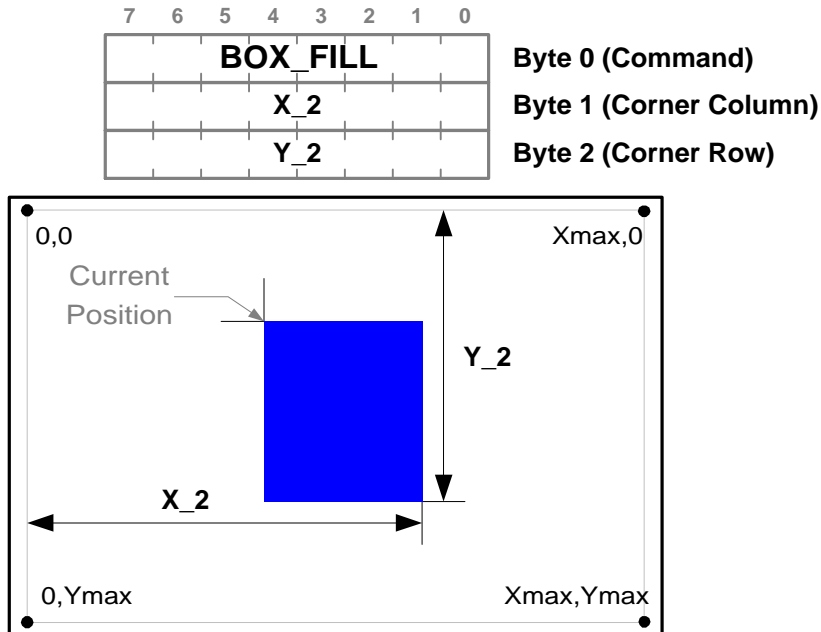 7 6 5 4 3 2 1 0
BOX_FILL Byte 0 (Command)
X_2 Byte 1 (Corner Column)
Y_2 Byte 2 (Corner Row)
0,0 Xmax,0
Current
Position
Y_2
X_2
0,Ymax Xmax,Ymax